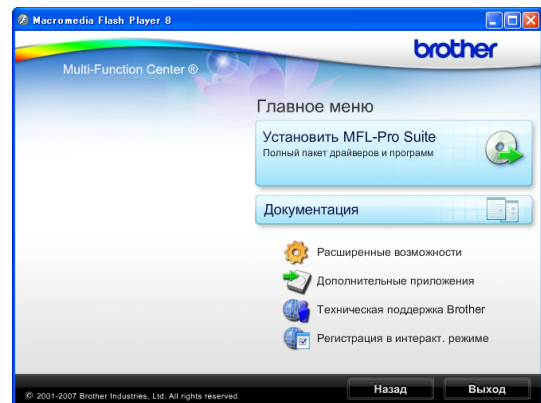 Macromedia Flash Player 8
brother
Multi-Function Center ®
Главное меню
Установить MFL-Pro Suite
Полный пакет драйверов и программ
Документация
Расширенные возможности
Дополнительные приложения
Техническая поддержка Brother
Регистрация в интеракт. режиме
Назад
Выход
© 2001-2007 Brother Industries, Ltd. All rights reserved.